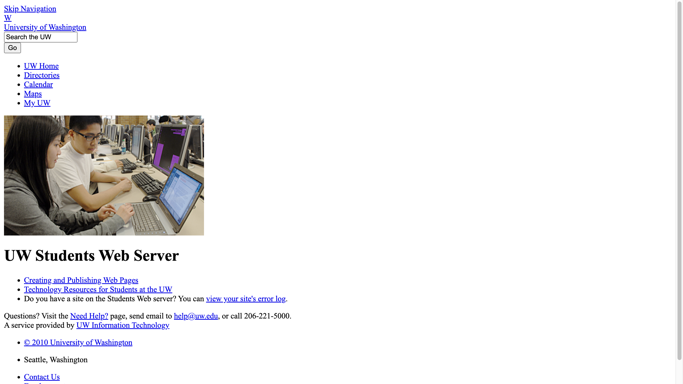 Skip Navigation
W
University of Washington
Search the UW
Go
UW Home
Directories
Calendar
Maps
My UW
UW Students Web Server
Creating and Publishing Web Pages
Technology Resources for Students at the UW
Do you have a site on the Students Web server? You can view your site's error log.
Questions? Visit the Need Help? page, send email to help@uw.edu, or call 206-221-5000.
A service provided by UW Information Technology
© 2010 University of Washington
Seattle, Washington
Contact Us